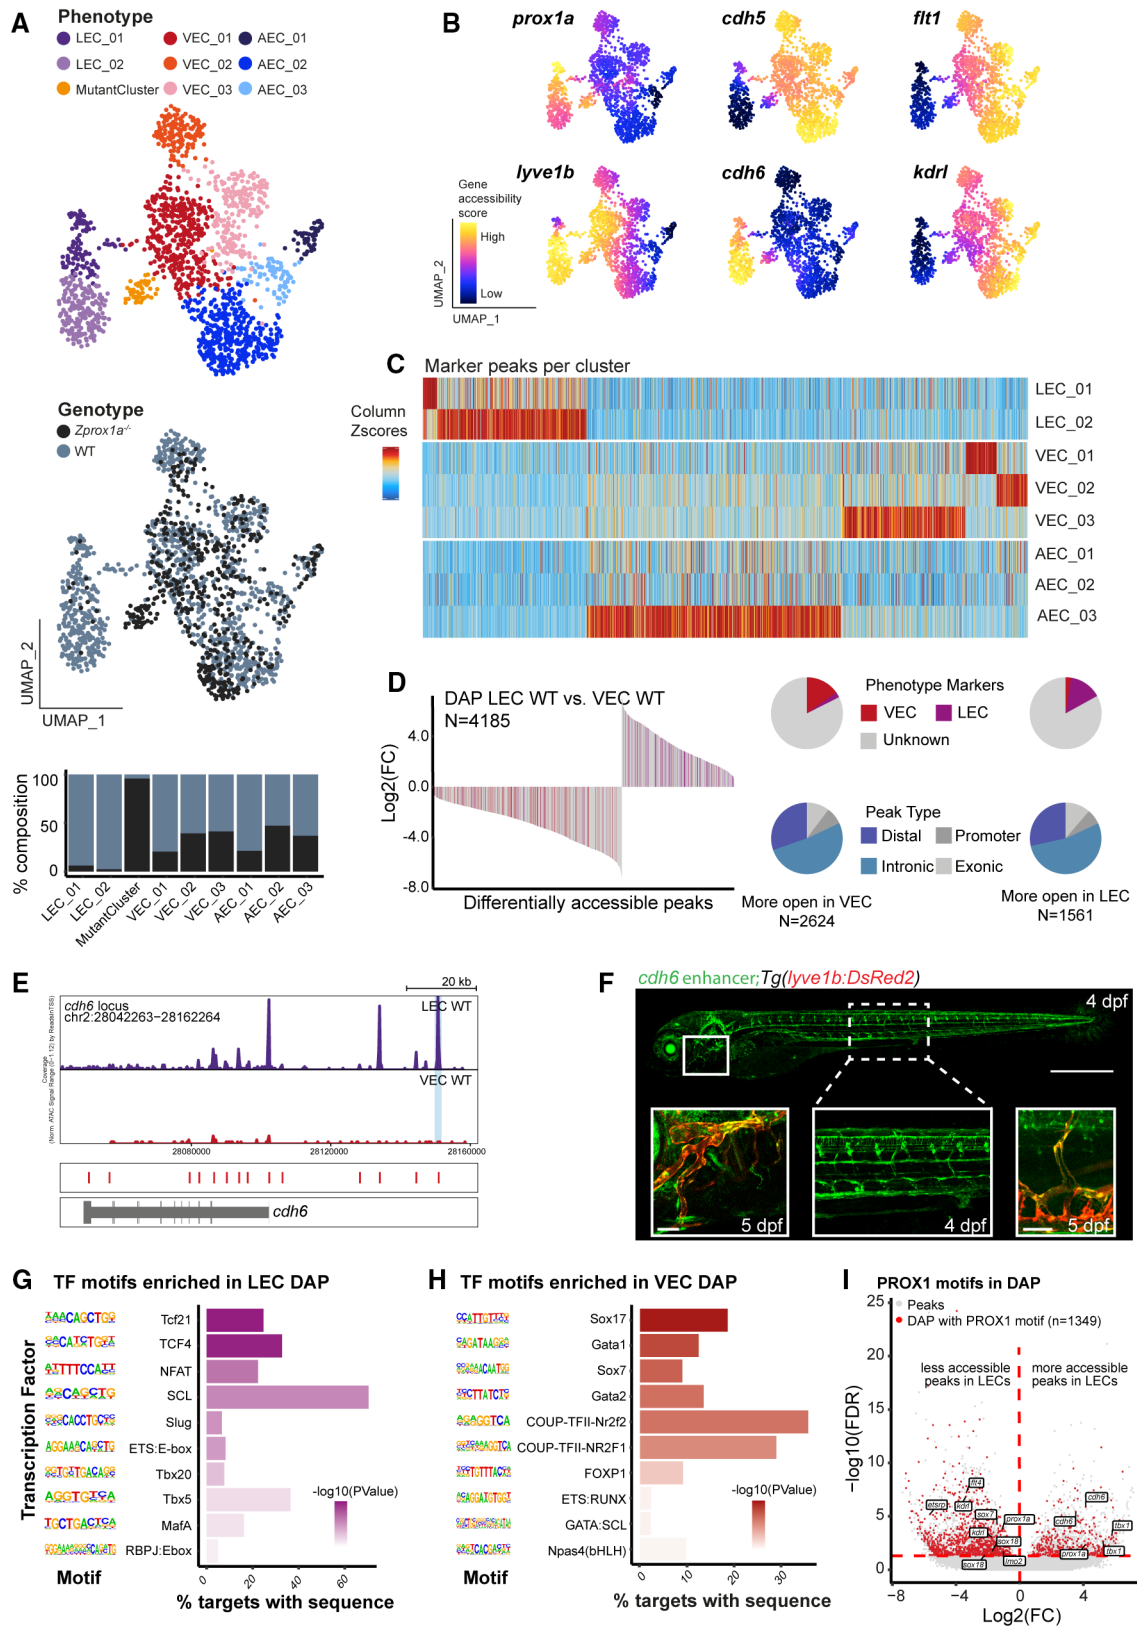 A
Phenotype
LEC_01
VEC_01
AEC_01
LEC_02
VEC_02
AEC_02
MutantCluster
VEC_03
AEC_03
Genotype
Zprox1a-/-
WT
UMAP_2
UMAP_1
% composition
100
50
0
LEC_01
LEC_02
MutantCluster
VEC_01
VEC_02
VEC_03
AEC_01
AEC_02
AEC_03
B
prox1a
cdh5
flt1
lyve1b
cdh6
kdrl
Gene
accessibility
score
High
Low
UMAP_2
UMAP_1
C
Marker peaks per cluster
Column
Zscores
LEC_01
LEC_02
VEC_01
VEC_02
VEC_03
AEC_01
AEC_02
AEC_03
D
DAP LEC WT vs. VEC WT
N=4185
Log2(FC)
4.0
0.0
-4.0
-8.0
Differentially accessible peaks
Phenotype Markers
VEC
LEC
Unknown
Peak Type
Distal
Promoter
Intronic
Exonic
More open in VEC
N=2624
More open in LEC
N=1561
E
20 kb
cdh6 locus
chr2:28042263-28162264
LEC WT
VEC WT
Coverage
(Norm. ATAC Signal Range (0-1.12) by ReadsInTSS)
28080000
28120000
28160000
cdh6
F
cdh6 enhancer;Tg(lyve1b:DsRed2)
4 dpf
5 dpf
4 dpf
5 dpf
G
TF motifs enriched in LEC DAP
Transcription Factor
Tcf21
TCF4
NFAT
SCL
Slug
ETS:E-box
Tbx20
Tbx5
MafA
RBPJ:Ebox
-log10(PValue)
0
20
40
60
Motif
% targets with sequence
H
TF motifs enriched in VEC DAP
Sox17
Gata1
Sox7
Gata2
COUP-TFII-Nr2f2
COUP-TFII-NR2F1
FOXP1
ETS:RUNX
GATA:SCL
Npas4(bHLH)
-log10(PValue)
0
10
20
30
Motif
% targets with sequence
I
PROX1 motifs in DAP
Peaks
DAP with PROX1 motif (n=1349)
less accessible
peaks in LECs
more accessible
peaks in LECs
−log10(FDR)
25
20
15
10
5
0
flt4
etsrp
kdrl
sox7
prox1a
kdrl
sox18
sox18
lmo2
cdh6
cdh6
tbx1
prox1a
tbx1
−8
−4
0
4
Log2(FC)